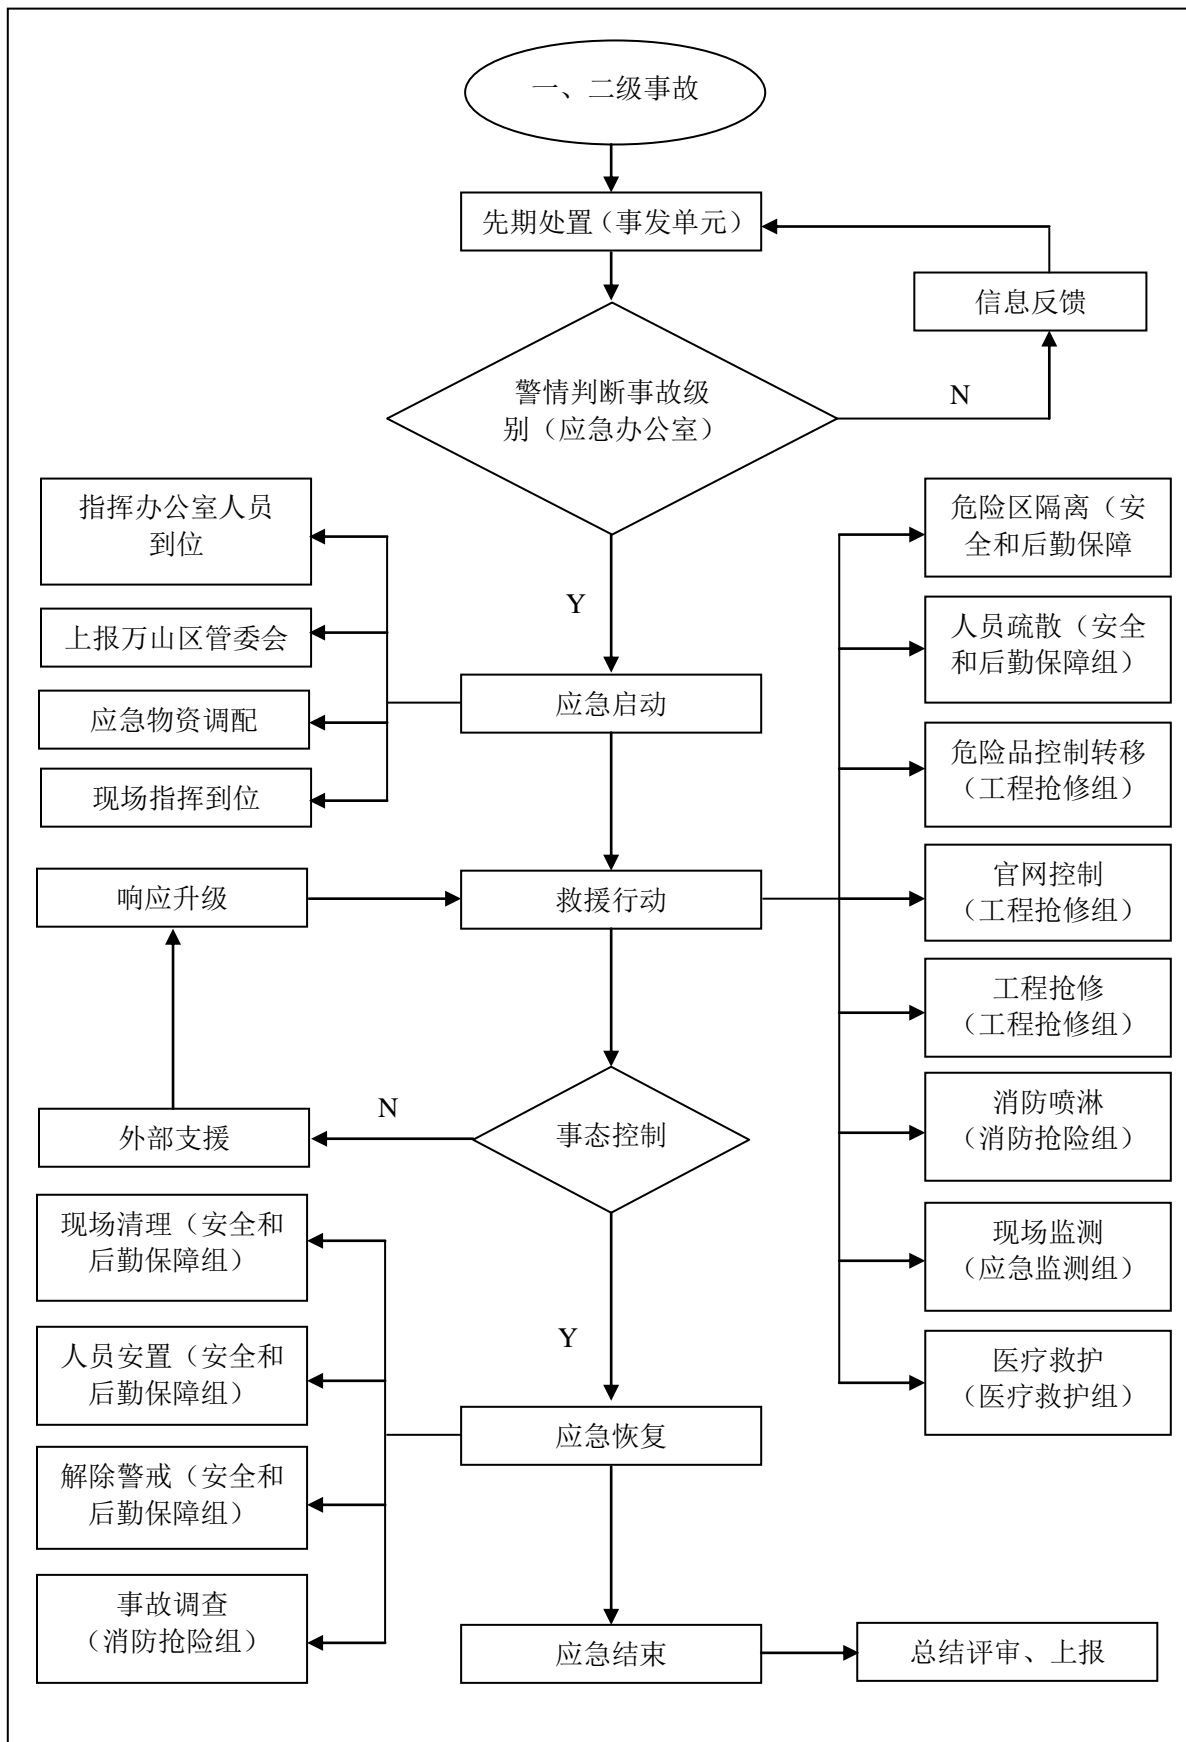 一、二级事故
先期处置（事发单元）
信息反馈
警情判断事故级
别（应急办公室）
N
指挥办公室人员
到位
危险区隔离（安
全和后勤保障
Y
上报万山区管委会
人员疏散（安全
和后勤保障组）
应急启动
应急物资调配
危险品控制转移
（工程抢修组）
现场指挥到位
响应升级
救援行动
官网控制
（工程抢修组）
工程抢修
（工程抢修组）
N
外部支援
事态控制
消防喷淋
（消防抢险组）
现场清理（安全和
后勤保障组）
现场监测
（应急监测组）
Y
人员安置（安全和
后勤保障组）
医疗救护
（医疗救护组）
应急恢复
解除警戒（安全和
后勤保障组）
事故调查
（消防抢险组）
应急结束
总结评审、上报